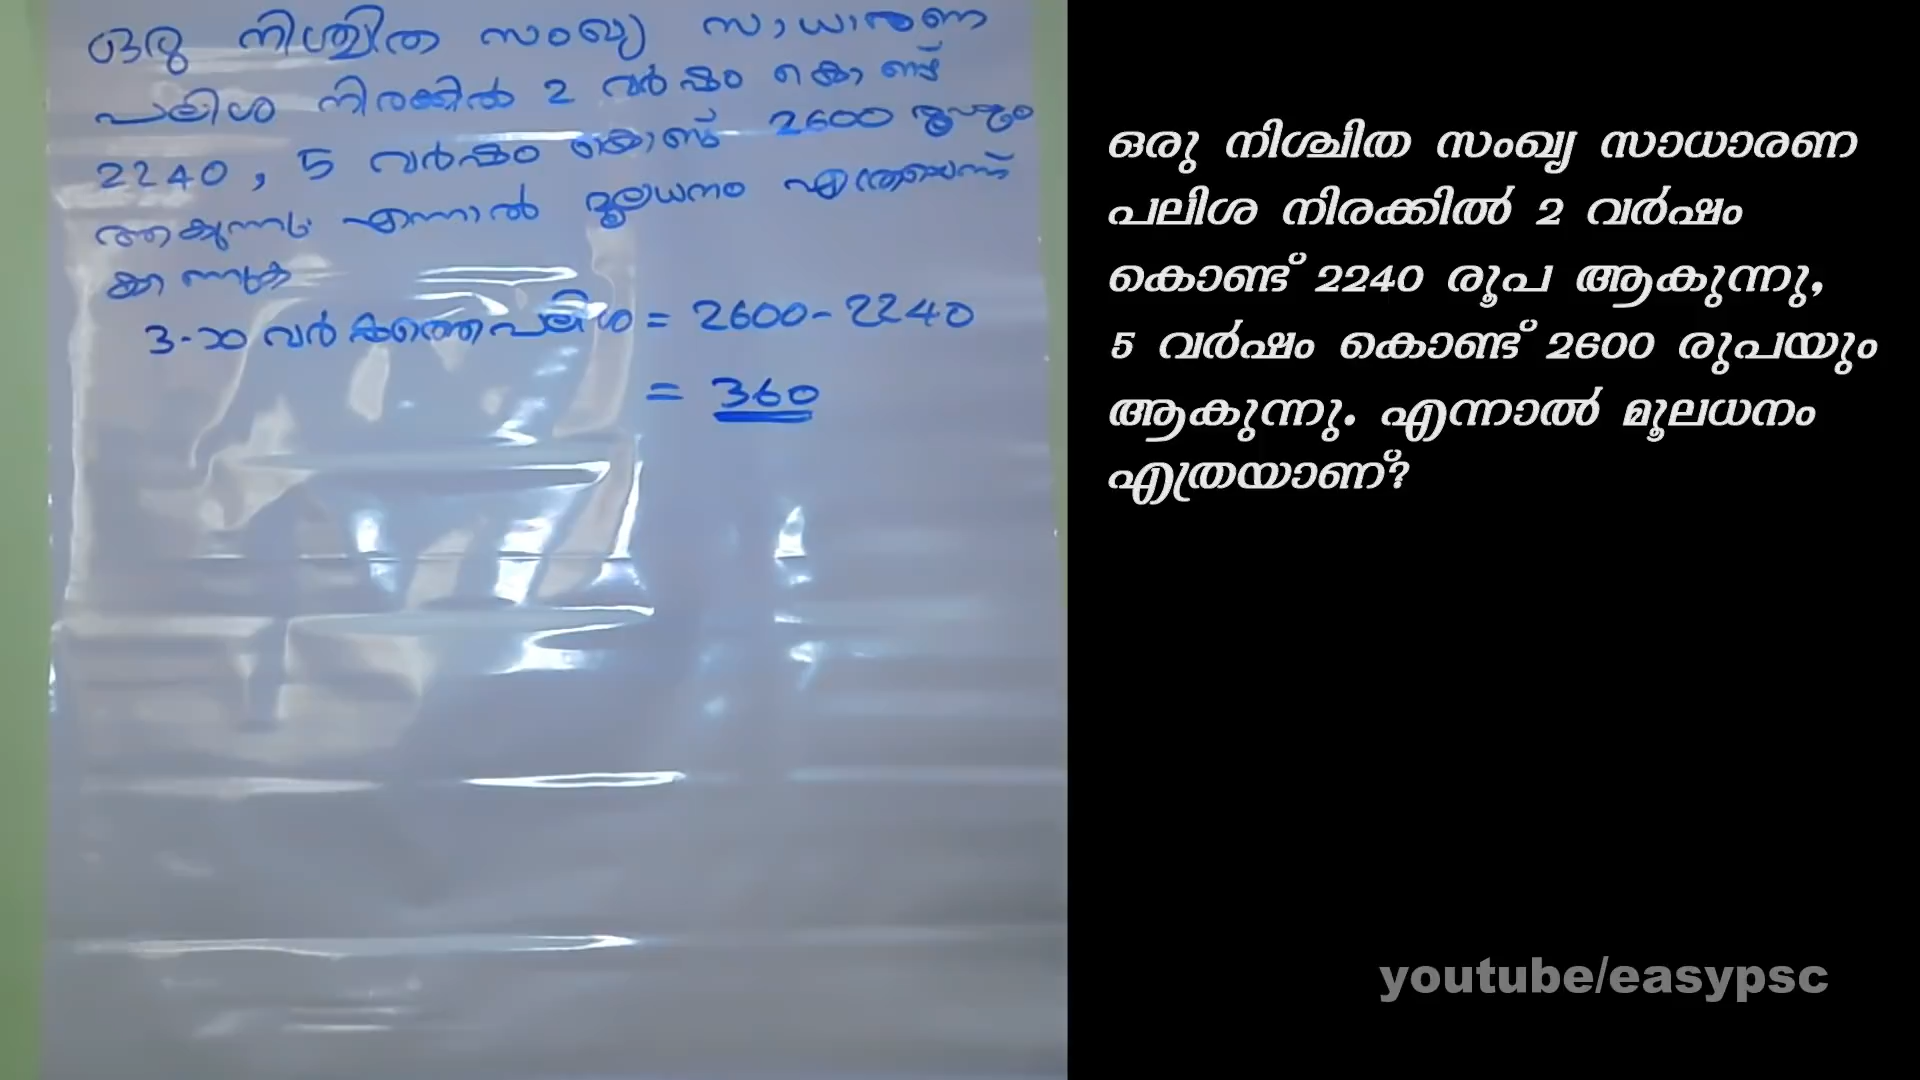 ഒരു നിശ്ചിത സംഖ്യ സാധാരണ
പലിശ നിരക്കിൽ 2 വർഷം കൊണ്ട്
2240 , 5 വർഷം കൊണ്ട് 2600 രൂപയും
ആകുന്നു എന്നാൽ മൂലധനം എത്രയെന്ന്
3-ാം വർഷത്തെ പലിശ = 2600-2240
= 360
ഒരു നിശ്ചിത സംഖ്യ സാധാരണ
പലിശ നിരക്കിൽ 2 വർഷം
കൊണ്ട് 2240 രൂപ ആകുന്നു,
5 വർഷം കൊണ്ട് 2600 രുപയും
ആകുന്നു. എന്നാൽ മൂലധനം
എത്രയാണ്?
youtube/easypsc